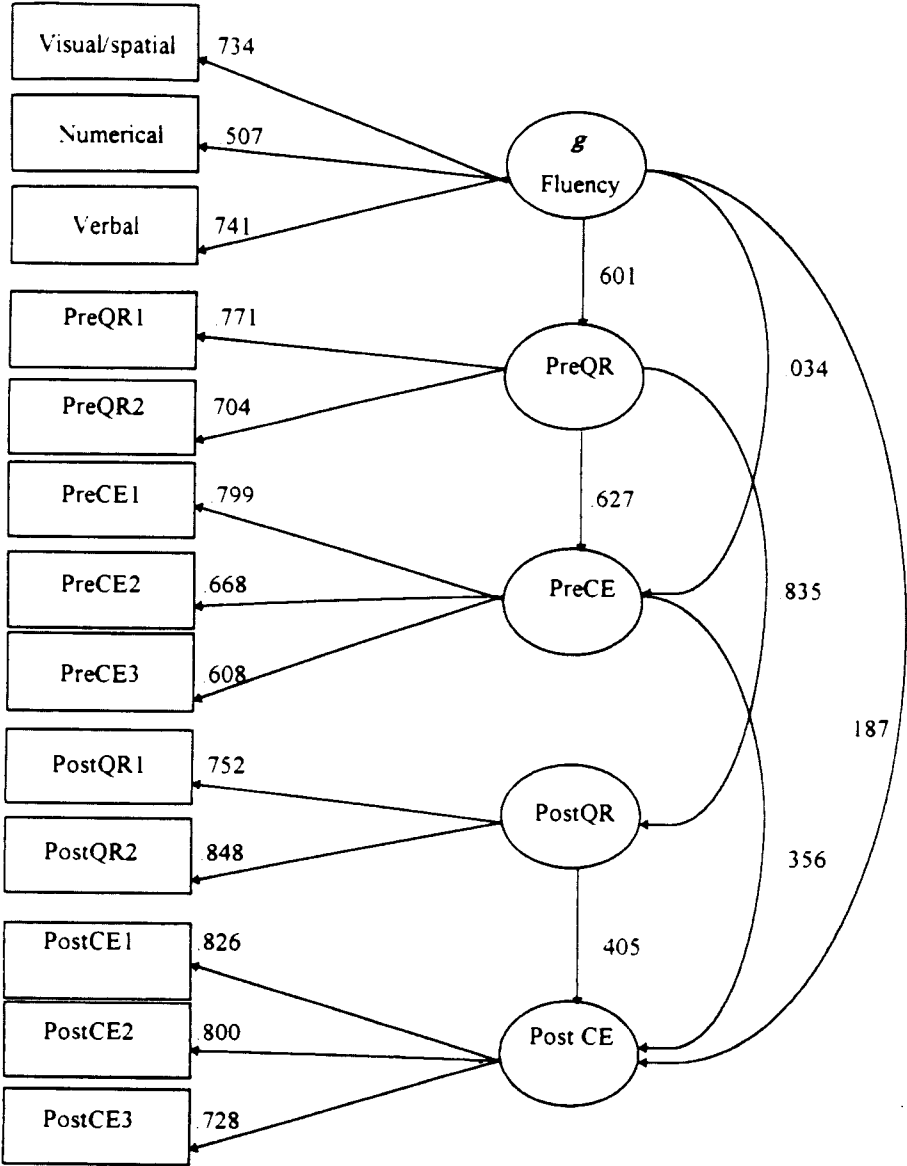 Visual/spatial
734
Numerical
507
Verbal
741
g
Fluency
601
PreQR1
.771
PreQR2
704
PreQR
034
PreCE1
.799
.627
PreCE2
.668
PreCE3
.608
PreCE
.835
187
PostQR1
.752
PostQR2
.848
PostQR
356
PostCE1
.826
405
PostCE2
.800
PostCE3
.728
Post CE